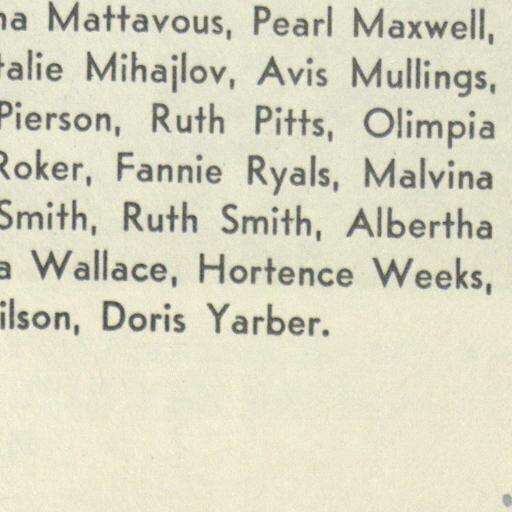 na Mattavous, Pearl Maxwell,
talie Mihajlov, Avis Mullings,
Pierson, Ruth Pitts, Olimpia
Roker, Fannie Ryals, Malvina
Smith, Ruth Smith, Albertha
a Wallace, Hortence Weeks,
ilson, Doris Yarber.